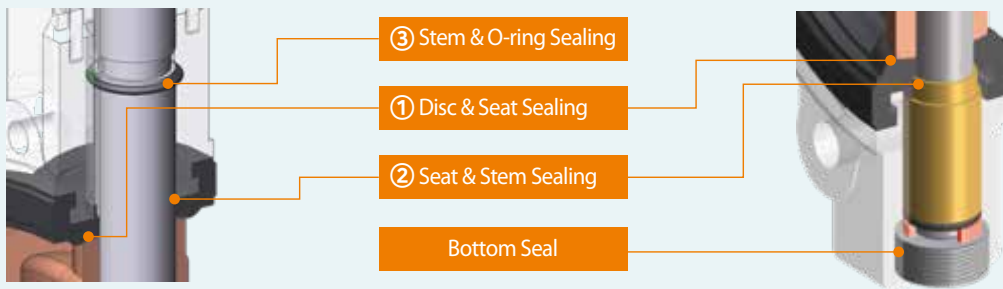 ③ Stem & O-ring Sealing
① Disc & Seat Sealing
② Seat & Stem Sealing
Bottom Seal